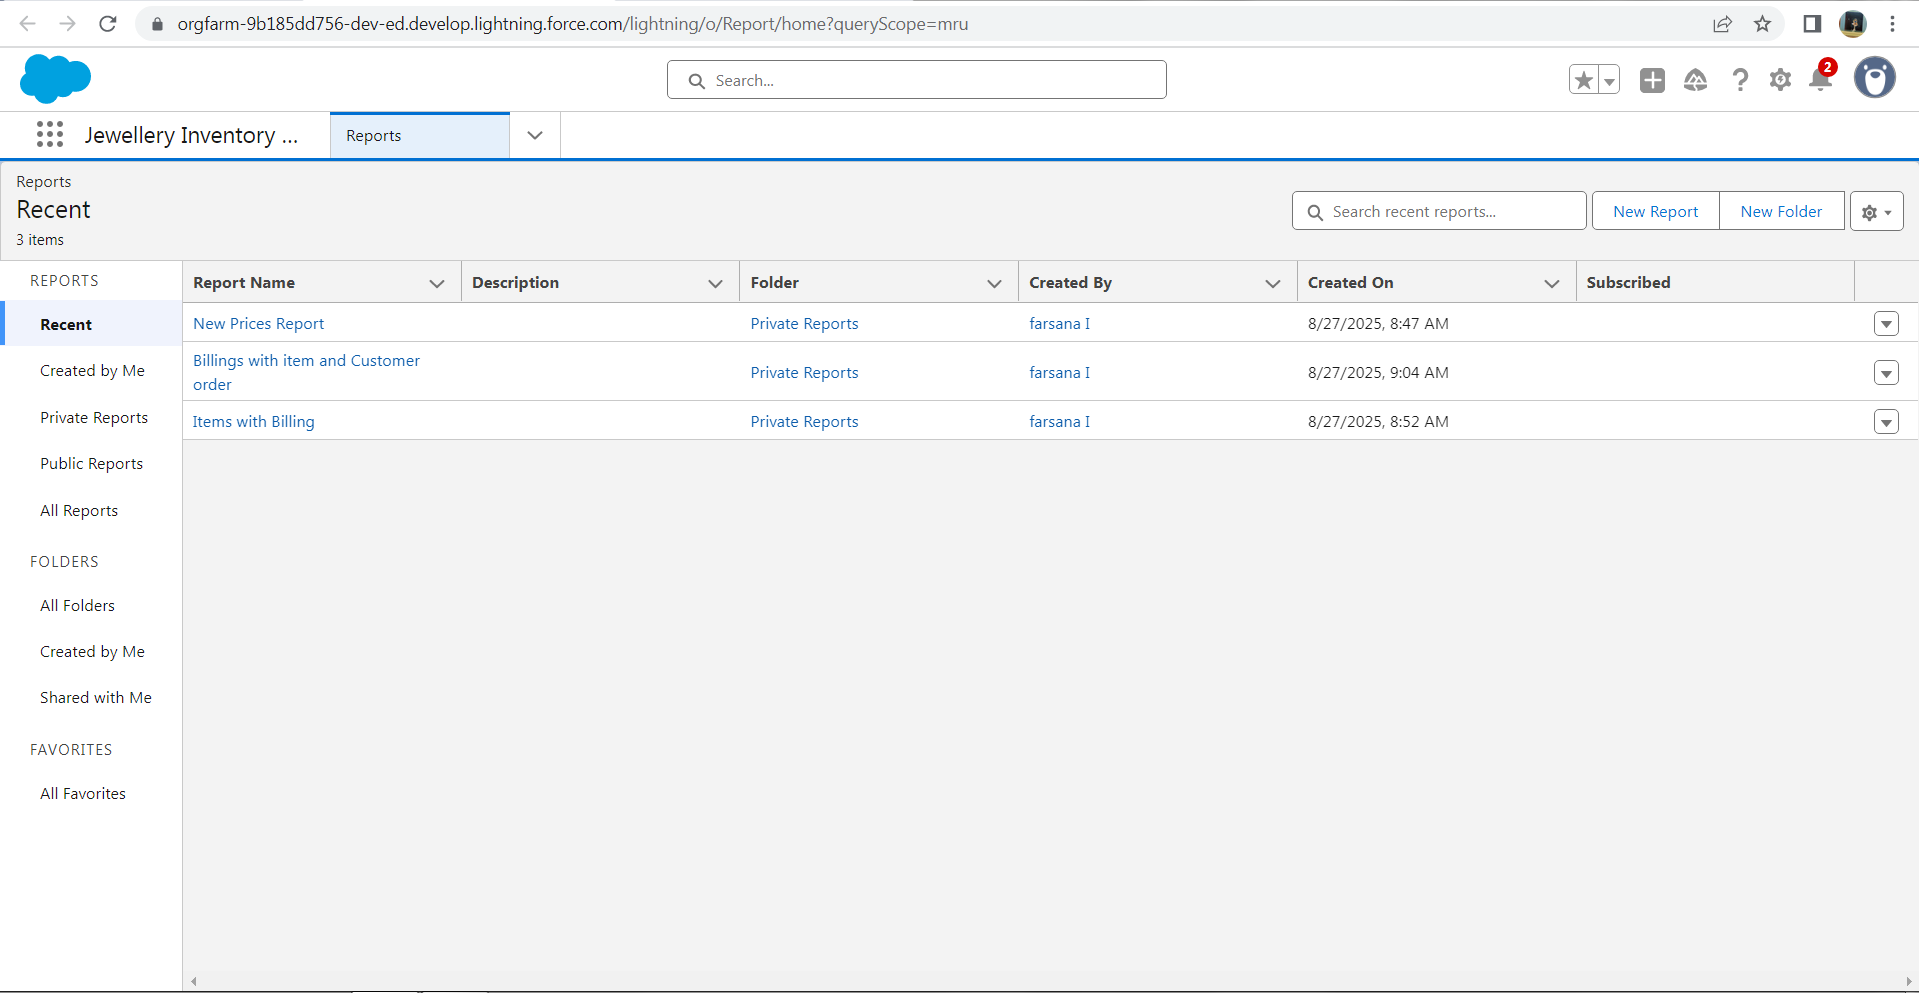 orgfarm-9b185dd756-dev-ed.develop.lightning.force.com/lightning/o/Report/home?queryScope=mru
Search...
2
Jewellery Inventory ...
Reports
Reports
Recent
3 items
Search recent reports...
New Report
New Folder
REPORTS
Recent
Created by Me
Private Reports
Public Reports
All Reports
FOLDERS
All Folders
Created by Me
Shared with Me
FAVORITES
All Favorites
Report Name Description Folder Created By Created On Subscribed
New Prices Report Private Reports farsana I 8/27/2025, 8:47 AM
Billings with item and Customer
order Private Reports farsana I 8/27/2025, 9:04 AM
Items with Billing Private Reports farsana I 8/27/2025, 8:52 AM